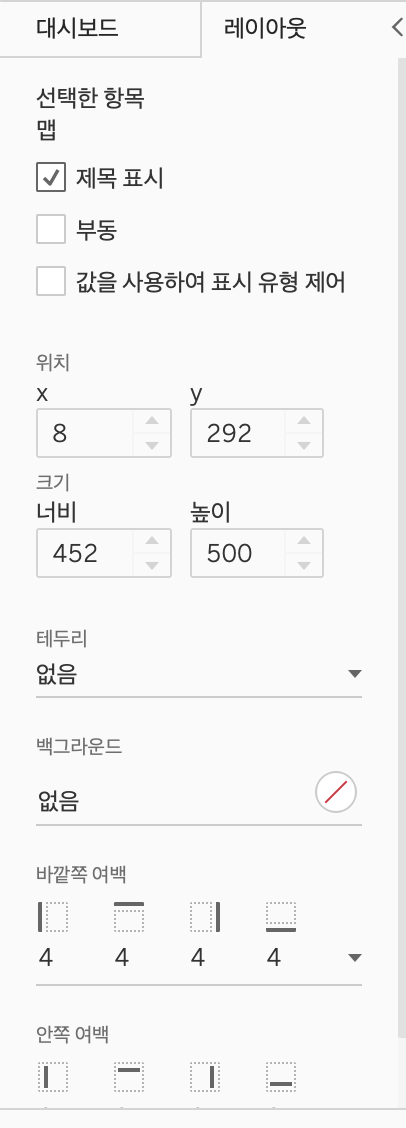 대시보드 레이아웃
선택한 항목
맵
제목 표시
부동
값을 사용하여 표시 유형 제어
위치
x y
8 292
크기
너비 높이
452 500
테두리
없음
백그라운드
없음
바깥쪽 여백
4 4 4 4
안쪽 여백